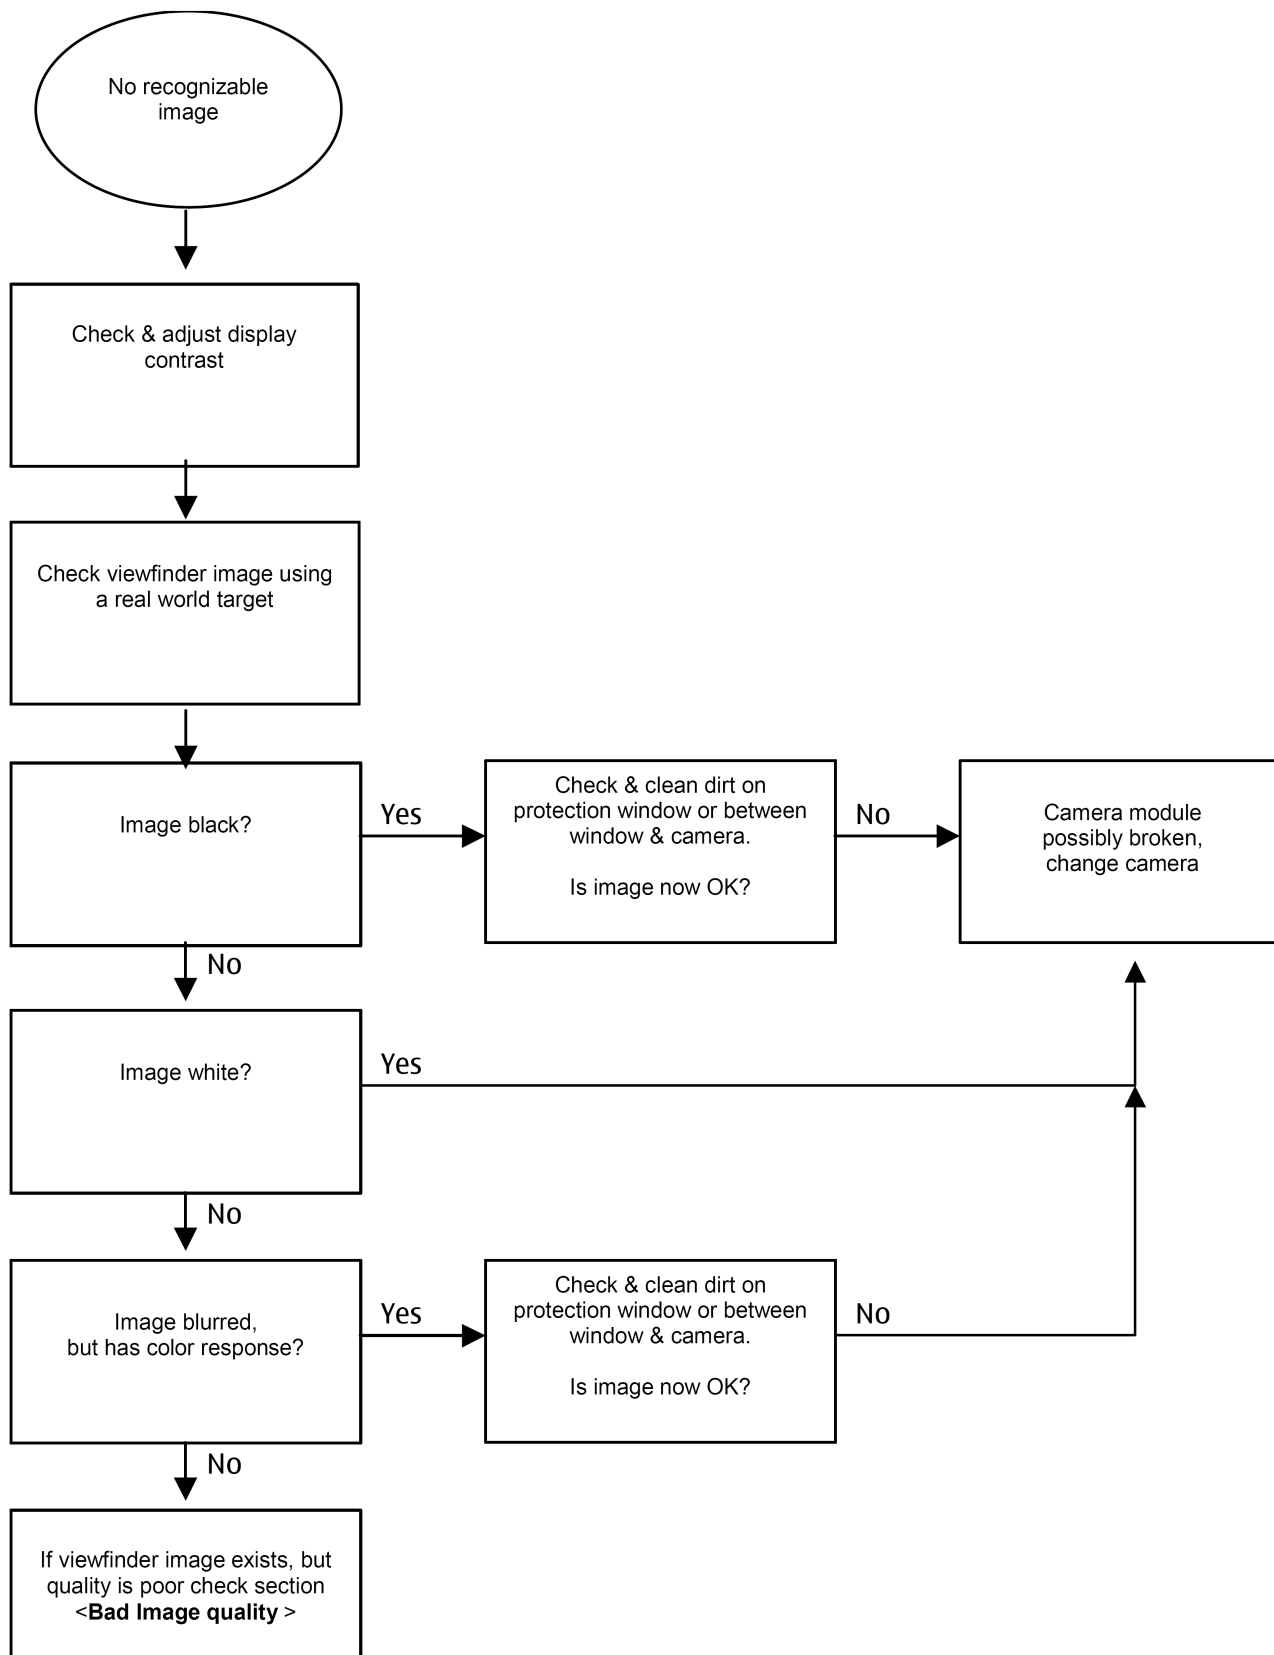 No recognizable
image
Check & adjust display
contrast
Check viewfinder image using
a real world target
Image black?
Yes
Check & clean dirt on
protection window or between
window & camera.
Is image now OK?
No
Camera module
possibly broken,
change camera
No
Image white?
Yes
No
Image blurred,
but has color response?
Yes
Check & clean dirt on
protection window or between
window & camera.
Is image now OK?
No
No
If viewfinder image exists, but
quality is poor check section
<Bad Image quality >